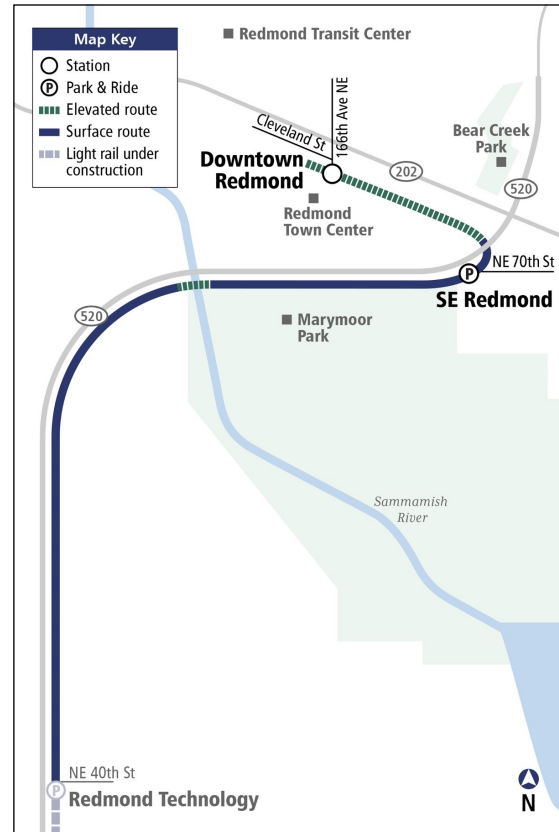 Map Key
Station
P
Park & Ride
Elevated route
Surface route
Light rail under
construction
Redmond Transit Center
166th Ave NE
Cleveland St
Bear Creek
Park
Downtown
Redmond
202
520
Redmond
Town Center
NE 70th St
P
SE Redmond
520
Marymoor
Park
Sammamish
River
NE 40th St
P
Redmond Technology
N